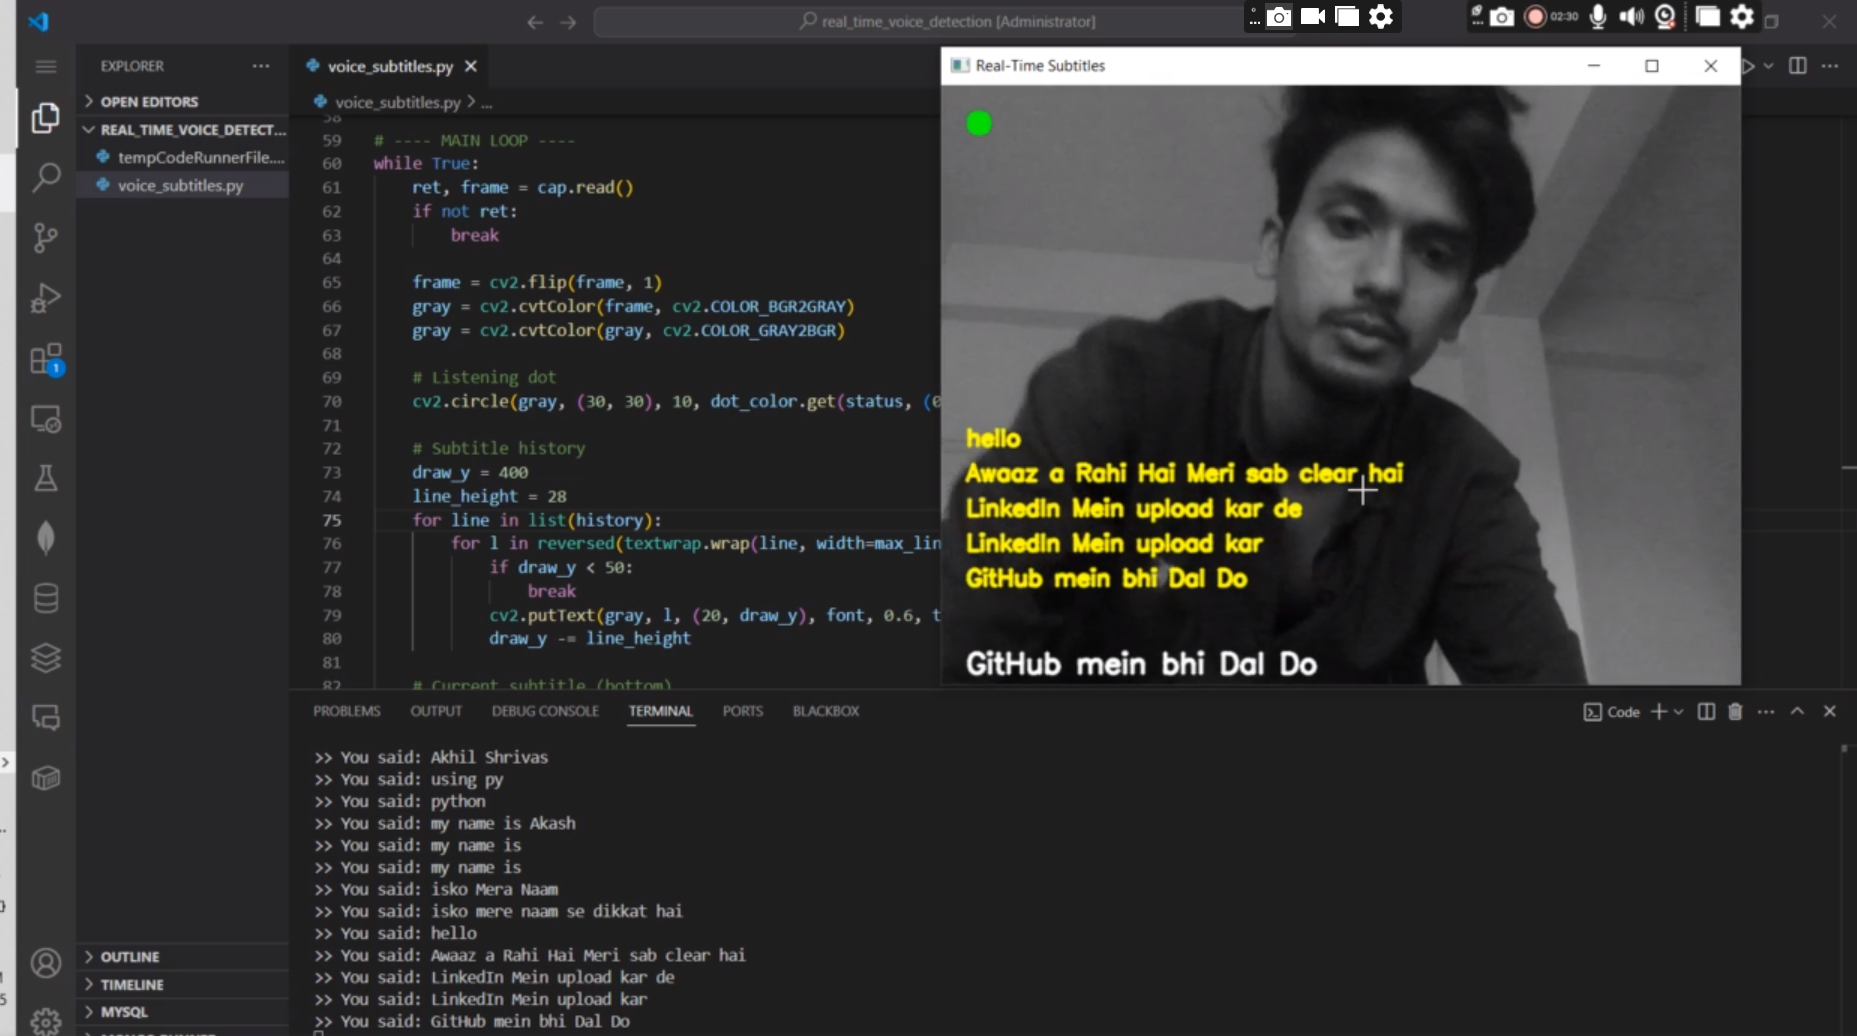 real_time_voice_detection [Administrator]
02:30
EXPLORER
OPEN EDITORS
REAL_TIME_VOICE_DETECT...
tempCodeRunnerFile....
voice_subtitles.py
voice_subtitles.py
voice_subtitles.py > ...
58
59 # ---- MAIN LOOP ----
60 while True:
61 ret, frame = cap.read()
62 if not ret:
63 break
64
65 frame = cv2.flip(frame, 1)
66 gray = cv2.cvtColor(frame, cv2.COLOR_BGR2GRAY)
67 gray = cv2.cvtColor(gray, cv2.COLOR_GRAY2BGR)
68
69 # Listening dot
70 cv2.circle(gray, (30, 30), 10, dot_color.get(status, (0
71
72 # Subtitle history
73 draw_y = 400
74 line_height = 28
75 for line in list(history):
76 for l in reversed(textwrap.wrap(line, width=max_lin
77 if draw_y < 50:
78 break
79 cv2.putText(gray, l, (20, draw_y), font, 0.6, t
80 draw_y -= line_height
81
82 # Current subtitle (bottom)
Real-Time Subtitles
hello
Awaaz a Rahi Hai Meri sab clear hai
LinkedIn Mein upload kar de
LinkedIn Mein upload kar
GitHub mein bhi Dal Do
GitHub mein bhi Dal Do
PROBLEMS OUTPUT DEBUG CONSOLE TERMINAL PORTS BLACKBOX
Code
>> You said: Akhil Shrivas
>> You said: using py
>> You said: python
>> You said: my name is Akash
>> You said: my name is
>> You said: my name is
>> You said: isko Mera Naam
>> You said: isko mere naam se dikkat hai
>> You said: hello
>> You said: Awaaz a Rahi Hai Meri sab clear hai
>> You said: LinkedIn Mein upload kar de
>> You said: LinkedIn Mein upload kar
>> You said: GitHub mein bhi Dal Do
1
OUTLINE
TIMELINE
MYSQL